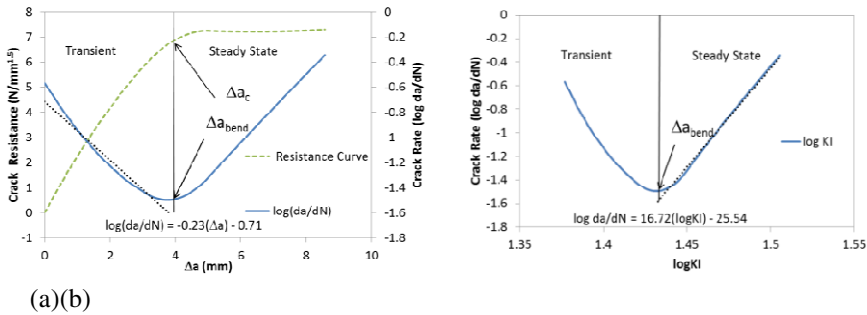 8
7
6
5
4
3
2
1
0
-1
Crack Resistance (N/mm^1.5)
0
-0.2
-0.4
-0.6
-0.8
-1
-1.2
-1.4
-1.6
-1.8
Crack Rate (log da/dN)
Transient
Steady State
Δa_c
Δa_bend
Resistance Curve
log(da/dN)
log(da/dN) = -0.23(Δa) - 0.71
0 2 4 6 8 10
Δa (mm)
0
-0.2
-0.4
-0.6
-0.8
-1
-1.2
-1.4
-1.6
-1.8
Crack Rate (log da/dN)
Transient
Steady State
Δa_bend
log KI
log da/dN = 16.72(logKI) - 25.54
1.35 1.4 1.45 1.5 1.55
logKI
(a)(b)